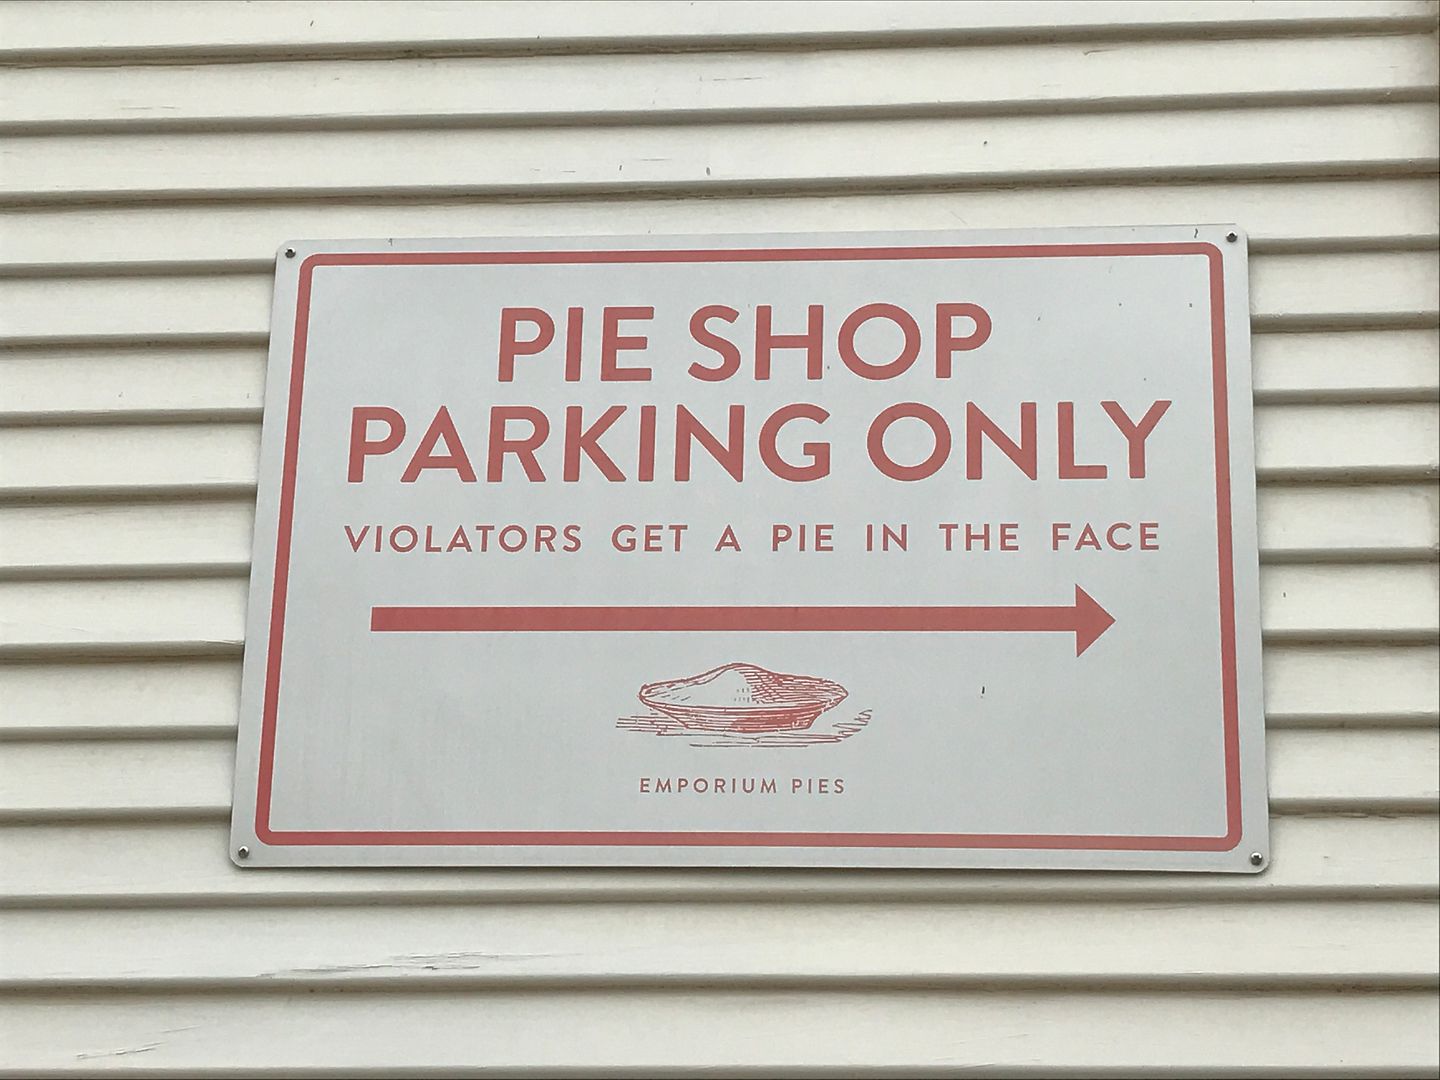 PIE SHOP
PARKING ONLY
VIOLATORS GET A PIE IN THE FACE
EMPORIUM PIES